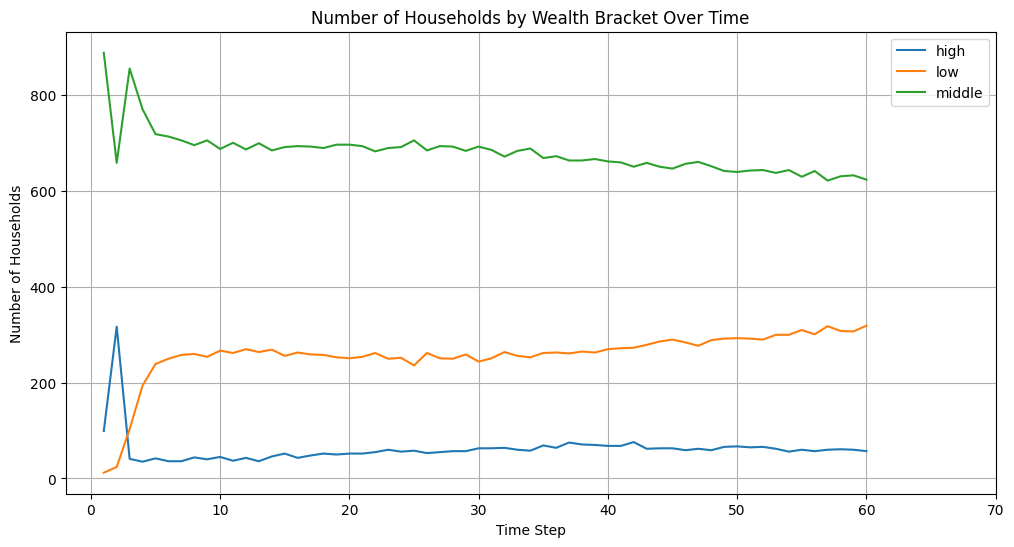 Number of Households by Wealth Bracket Over Time
high
low
middle
Number of Households
800
600
400
200
0
0 10 20 30 40 50 60 70
Time Step